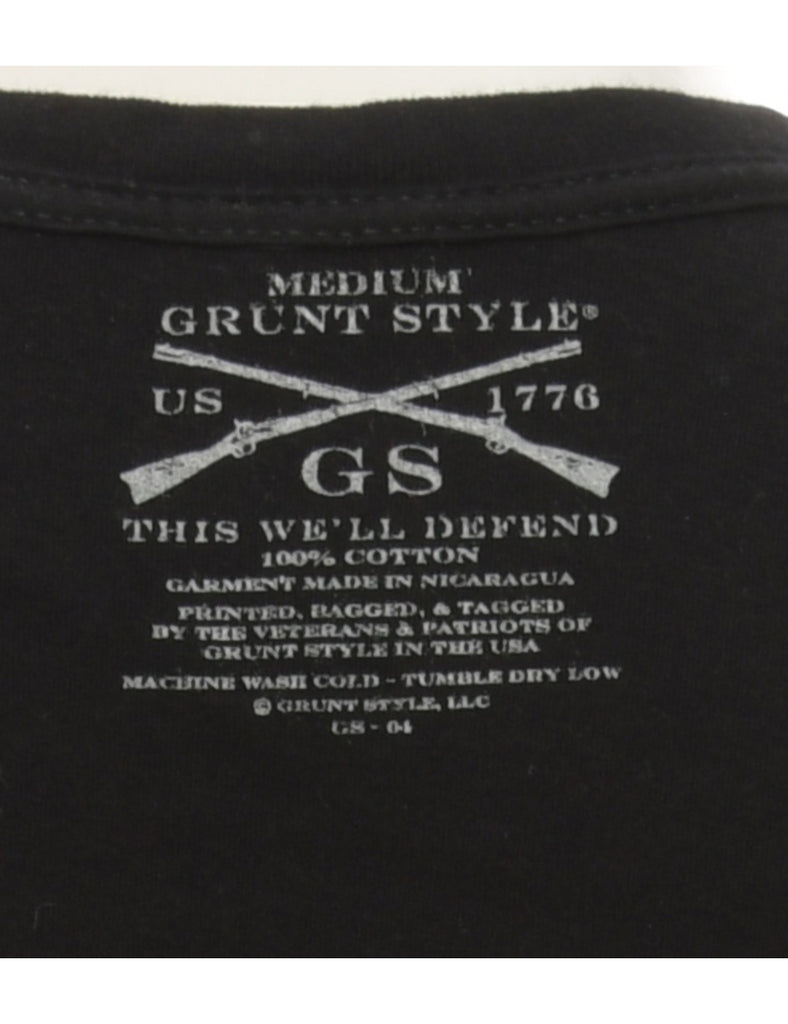 MEDIUM
GRUNT STYLE®
US 1776
GS
THIS WE'LL DEFEND
100% COTTON
GARMENT MADE IN NICARAGUA
PRINTED, BAGGED, & TAGGED
BY THE VETERANS & PATRIOTS OF
GRUNT STYLE IN THE USA
MACHINE WASH COLD - TUMBLE DRY LOW
© GRUNT STYLE, LLC
GS - 04